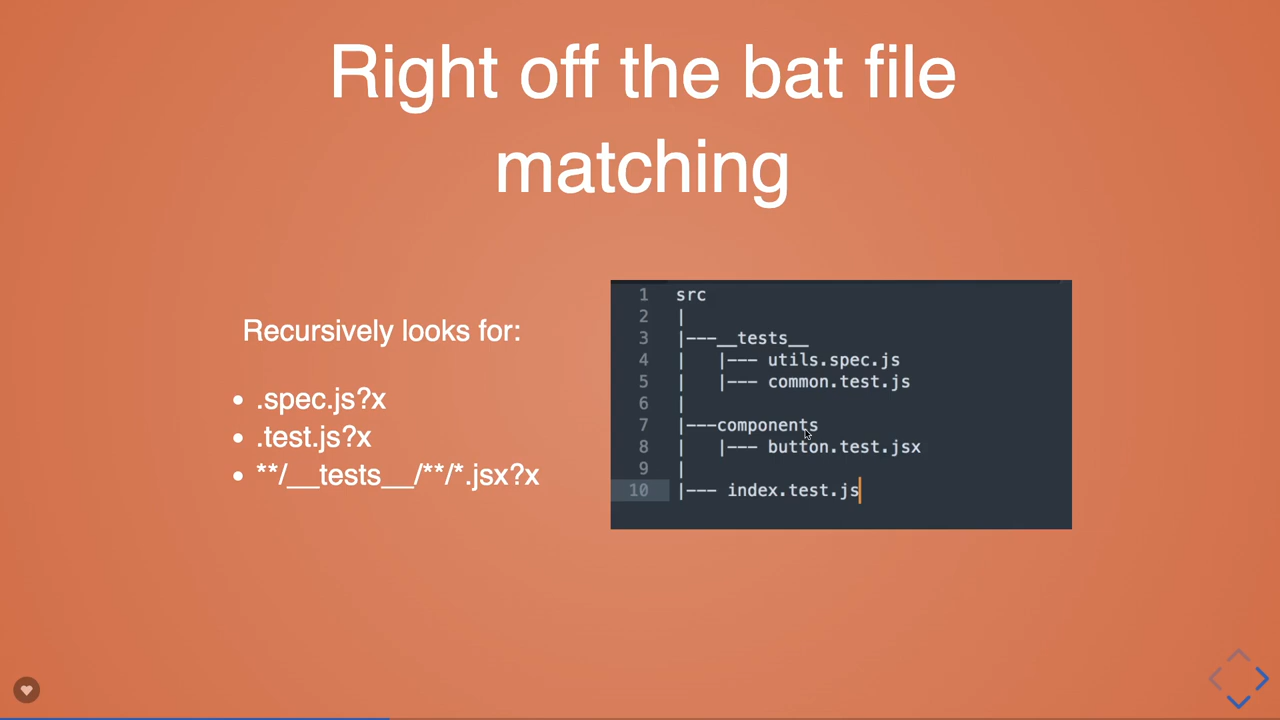 Right off the bat file
matching
Recursively looks for:
• .spec.js?x
• .test.js?x
• **/__tests__/**/*.jsx?x
1 src
2 |
3 |---__tests__
4 |   |--- utils.spec.js
5 |   |--- common.test.js
6 |
7 |---components
8 |   |--- button.test.jsx
9 |
10 |--- index.test.js